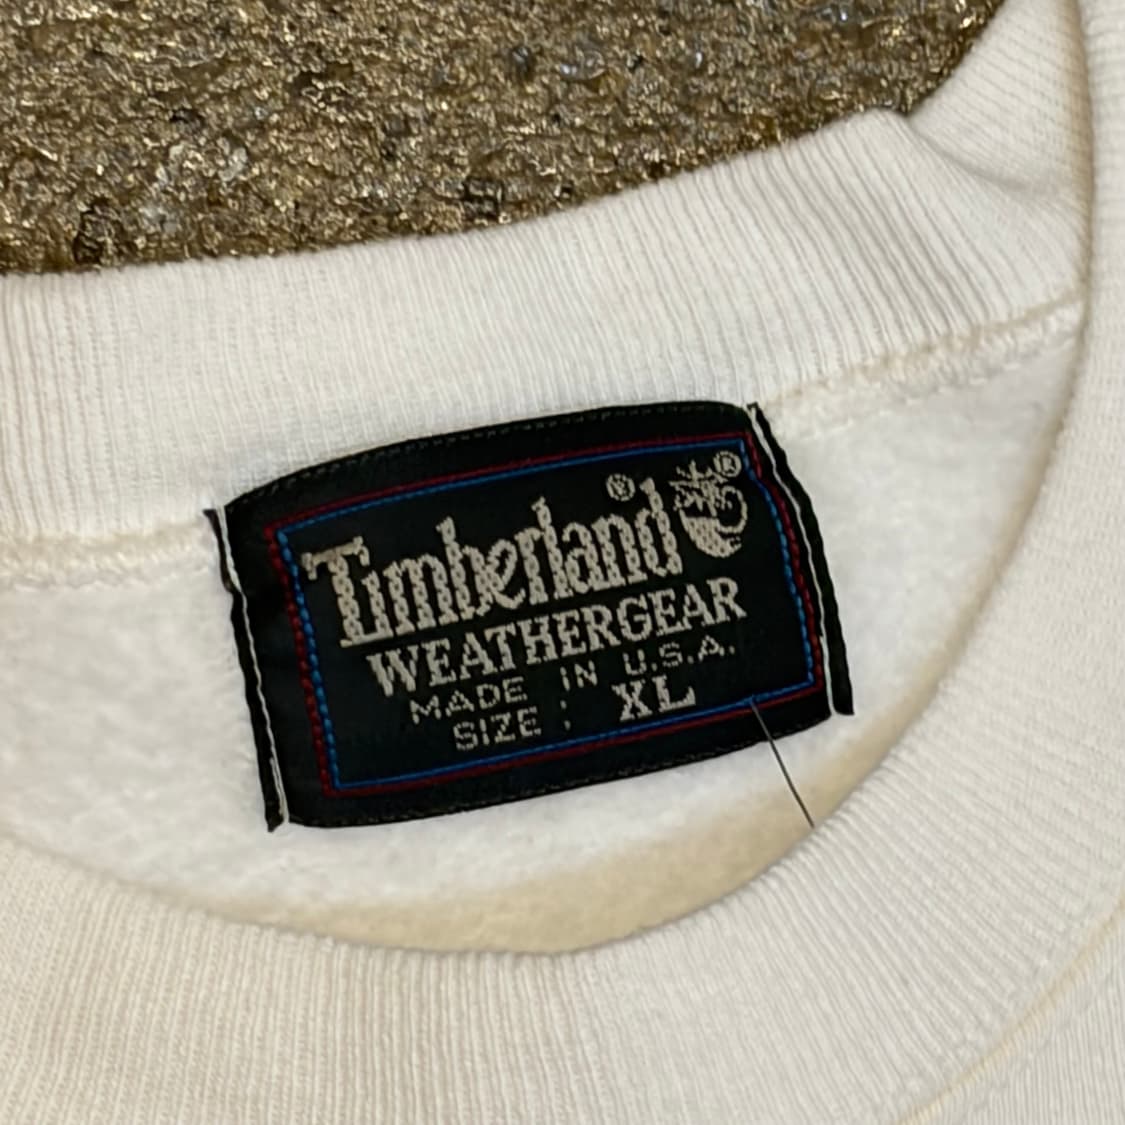 Timberland® ®
WEATHERGEAR
MADE IN U.S.A.
SIZE : XL